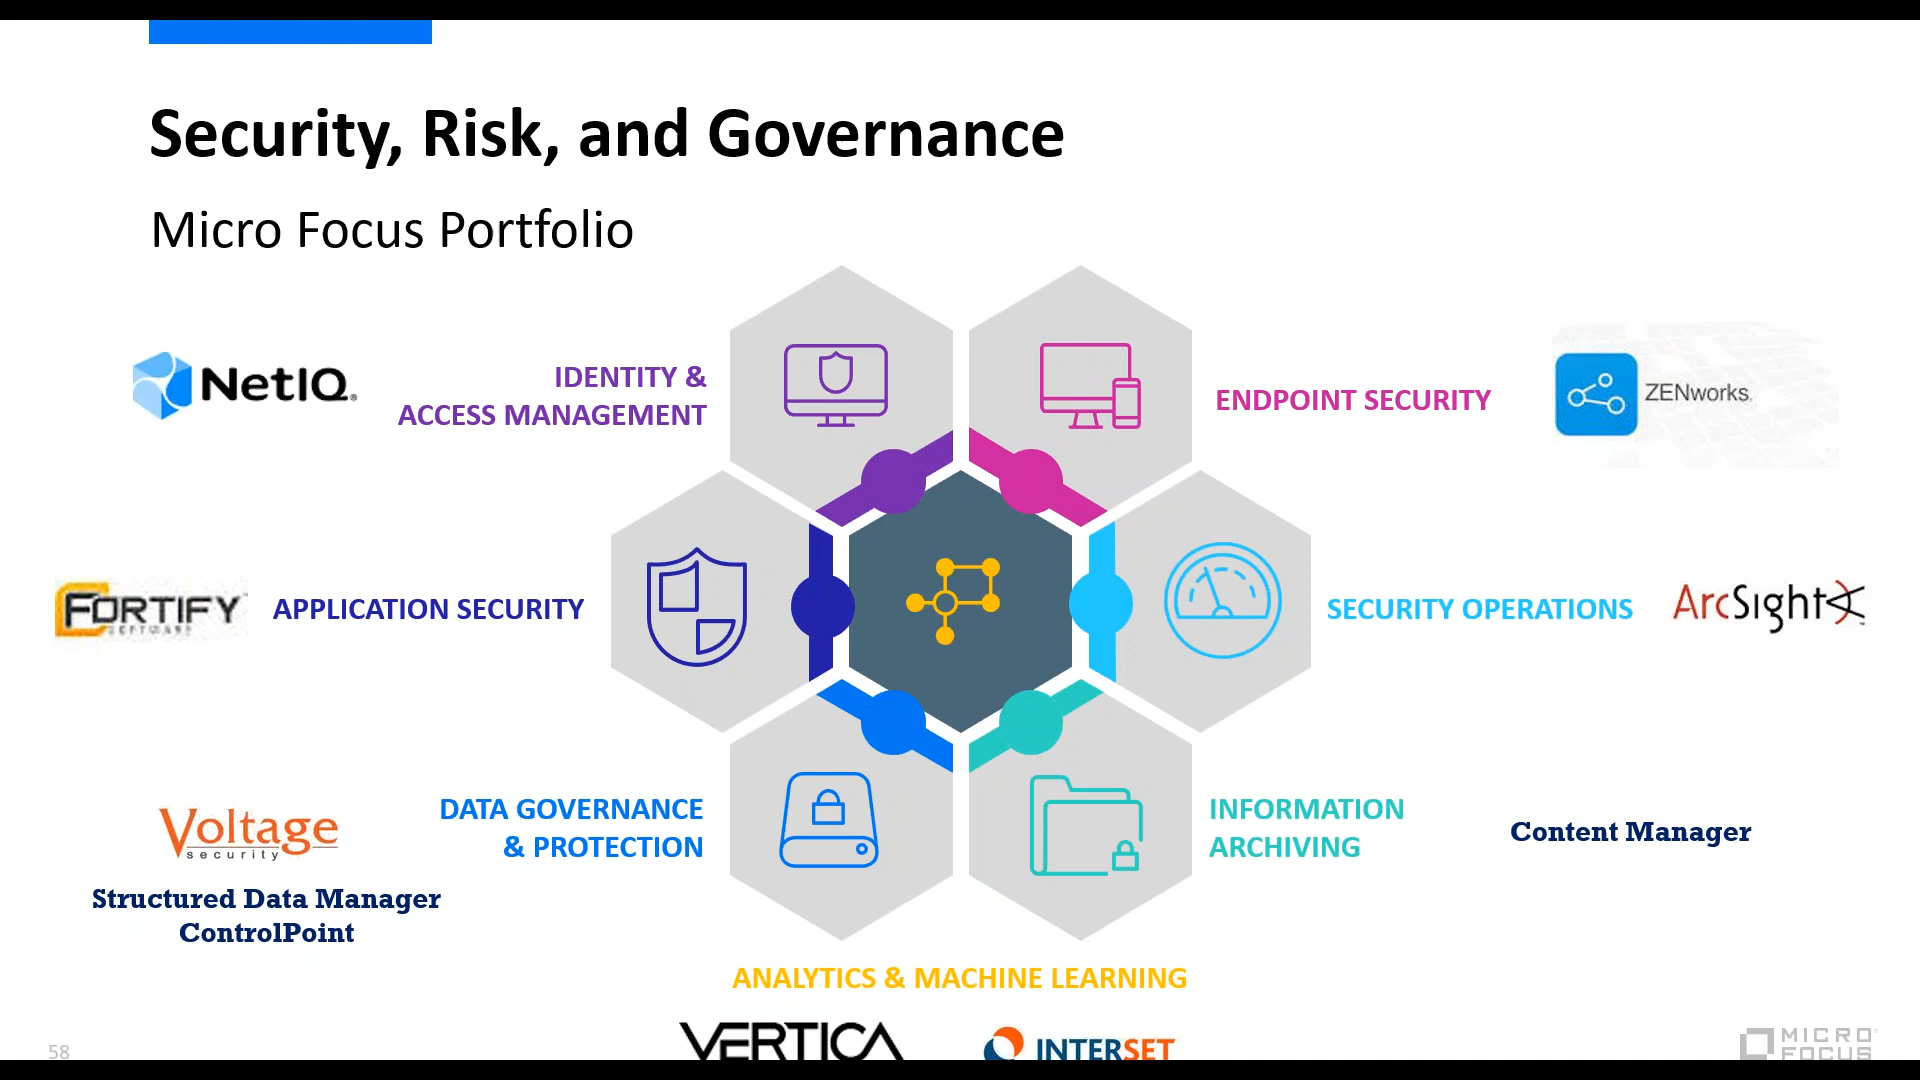 Security, Risk, and Governance
Micro Focus Portfolio
NetIQ®
IDENTITY &
ACCESS MANAGEMENT
ENDPOINT SECURITY
ZENworks®
FORTIFY
SOFTWARE
APPLICATION SECURITY
SECURITY OPERATIONS
ArcSight™
Voltage
security
DATA GOVERNANCE
& PROTECTION
INFORMATION
ARCHIVING
Content Manager
Structured Data Manager
ControlPoint
ANALYTICS & MACHINE LEARNING
VERTICA
INTERSET
58
MICRO
FOCUS